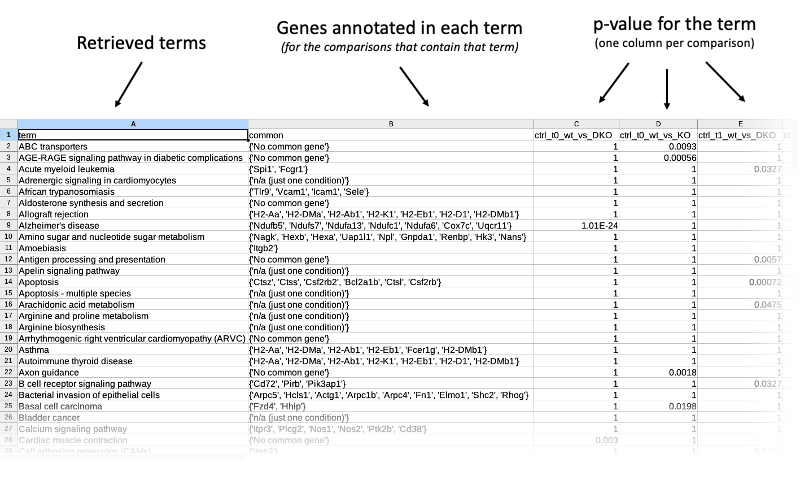 Retrieved terms
Genes annotated in each term
(for the comparisons that contain that term)
p-value for the term
(one column per comparison)
A B C D E
1 term common ctrl_t0_wt_vs_DKO ctrl_t0_wt_vs_KO ctrl_t1_wt_vs_DKO
2 ABC transporters {'No common gene'} 1 0.0093 1
3 AGE-RAGE signaling pathway in diabetic complications {'No common gene'} 1 0.00056 1
4 Acute myeloid leukemia {'Spi1', 'Fcgr1'} 1 1 0.0327
5 Adrenergic signaling in cardiomyocytes {'n/a (just one condition)'} 1 1 1
6 African trypanosomiasis {'Tlr9', 'Vcam1', 'Icam1', 'Sele'} 1 1 1
7 Aldosterone synthesis and secretion {'No common gene'} 1 1 1
8 Allograft rejection {'H2-Aa', 'H2-DMa', 'H2-Ab1', 'H2-K1', 'H2-Eb1', 'H2-D1', 'H2-DMb1'} 1 1 1
9 Alzheimer's disease {'Ndufb5', 'Ndufs7', 'Ndufa13', 'Ndufc1', 'Ndufa6', 'Cox7c', 'Uqcr11'} 1.01E-24 1 1
10 Amino sugar and nucleotide sugar metabolism {'Nagk', 'Hexb', 'Hexa', 'Uap1l1', 'Npl', 'Gnpda1', 'Renbp', 'Hk3', 'Nans'} 1 1 1
11 Amoebiasis {'Itgb2'} 1 1 1
12 Antigen processing and presentation {'No common gene'} 1 1 0.0057
13 Apelin signaling pathway {'n/a (just one condition)'} 1 1 1
14 Apoptosis {'Ctsz', 'Ctss', 'Csf2rb2', 'Bcl2a1b', 'Ctsl', 'Csf2rb'} 1 1 0.00072
15 Apoptosis - multiple species {'n/a (just one condition)'} 1 1 1
16 Arachidonic acid metabolism {'n/a (just one condition)'} 1 1 0.0475
17 Arginine and proline metabolism {'n/a (just one condition)'} 1 1 1
18 Arginine biosynthesis {'n/a (just one condition)'} 1 1 1
19 Arrhythmogenic right ventricular cardiomyopathy (ARVC) {'No common gene'} 1 1 1
20 Asthma {'H2-Aa', 'H2-DMa', 'H2-Ab1', 'H2-Eb1', 'Fcer1g', 'H2-DMb1'} 1 1 1
21 Autoimmune thyroid disease {'H2-Aa', 'H2-DMa', 'H2-Ab1', 'H2-K1', 'H2-Eb1', 'H2-D1', 'H2-DMb1'} 1 1 1
22 Axon guidance {'No common gene'} 1 0.0018 1
23 B cell receptor signaling pathway {'Cd72', 'Pirb', 'Pik3ap1'} 1 1 0.0327
24 Bacterial invasion of epithelial cells {'Arpc5', 'Hcls1', 'Actg1', 'Arpc1b', 'Arpc4', 'Fn1', 'Elmo1', 'Shc2', 'Rhog'} 1 1 1
25 Basal cell carcinoma {'Fzd4', 'Hhip'} 1 0.0198 1
26 Bladder cancer {'n/a (just one condition)'} 1 1 1
27 Calcium signaling pathway {'Itpr3', 'Plcg2', 'Nos1', 'Nos2', 'Ptk2b', 'Cd38'} 1 1 1
28 Cardiac muscle contraction {'No common gene'} 0.003 1 1
29 Cell adhesion molecules (CAMs) {'Itgb2'} 1 1